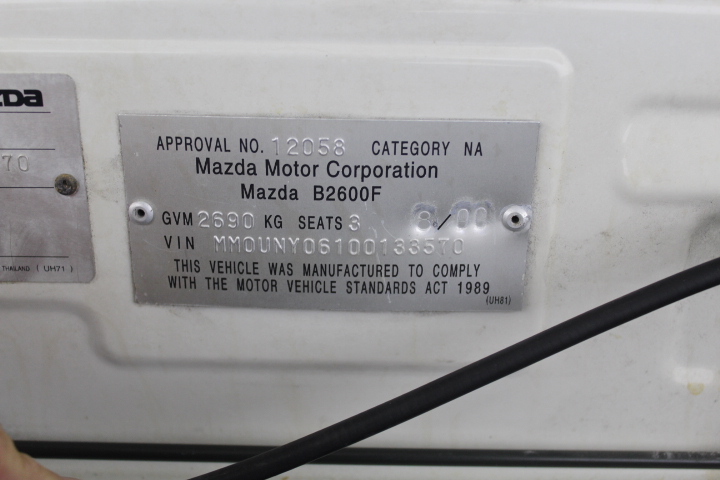 ZDA
70
THAILAND (UH71)
APPROVAL NO. 12058 CATEGORY NA
Mazda Motor Corporation
Mazda B2600F
GVM 2690 KG SEATS 3 8/00
VIN MM0UNY06100133570
THIS VEHICLE WAS MANUFACTURED TO COMPLY
WITH THE MOTOR VEHICLE STANDARDS ACT 1989
(UH81)